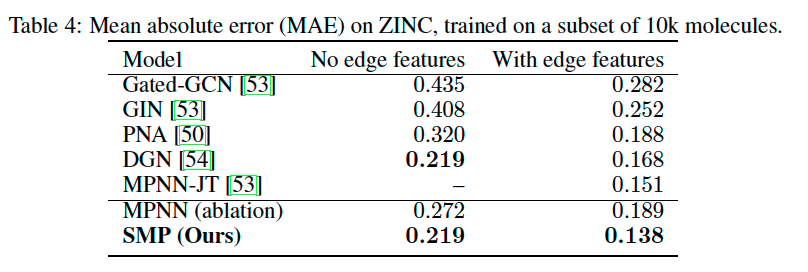 Table 4: Mean absolute error (MAE) on ZINC, trained on a subset of 10k molecules.
Model No edge features With edge features
Gated-GCN [53] 0.435 0.282
GIN [53] 0.408 0.252
PNA [50] 0.320 0.188
DGN [54] 0.219 0.168
MPNN-JT [53] – 0.151
MPNN (ablation) 0.272 0.189
SMP (Ours) 0.219 0.138